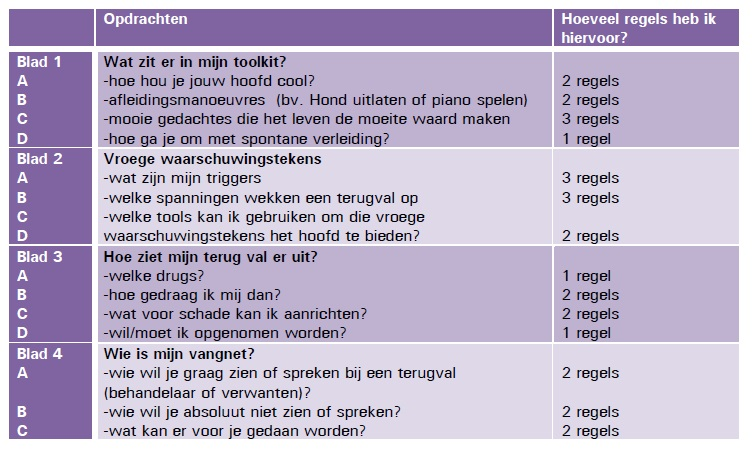 Opdrachten Hoeveel regels heb ik
hiervoor?
Blad 1 Wat zit er in mijn toolkit?
A -hoe hou je jouw hoofd cool? 2 regels
B -afleidingsmanoeuvres (bv. Hond uitlaten of piano spelen) 2 regels
C -mooie gedachtes die het leven de moeite waard maken 3 regels
D -hoe ga je om met spontane verleiding? 1 regel
Blad 2 Vroege waarschuwingstekens
A -wat zijn mijn triggers 3 regels
B -welke spanningen wekken een terugval op 3 regels
C -welke tools kan ik gebruiken om die vroege
D waarschuwingstekens het hoofd te bieden? 2 regels
Blad 3 Hoe ziet mijn terug val er uit?
A -welke drugs? 1 regel
B -hoe gedraag ik mij dan? 2 regels
C -wat voor schade kan ik aanrichten? 2 regels
D -wil/moet ik opgenomen worden? 1 regel
Blad 4 Wie is mijn vangnet?
A -wie wil je graag zien of spreken bij een terugval 2 regels
(behandelaar of verwanten)?
B -wie wil je absoluut niet zien of spreken? 2 regels
C -wat kan er voor je gedaan worden? 2 regels